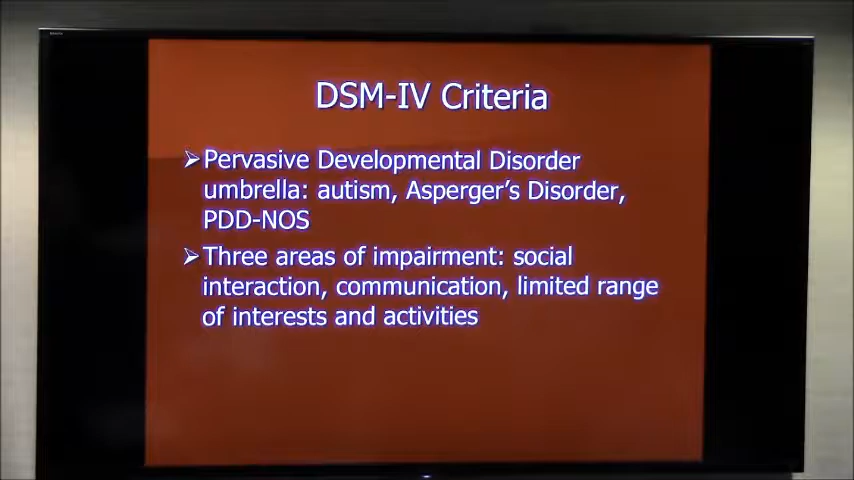 DSM-IV Criteria
➢Pervasive Developmental Disorder
umbrella: autism, Asperger's Disorder,
PDD-NOS
➢Three areas of impairment: social
interaction, communication, limited range
of interests and activities